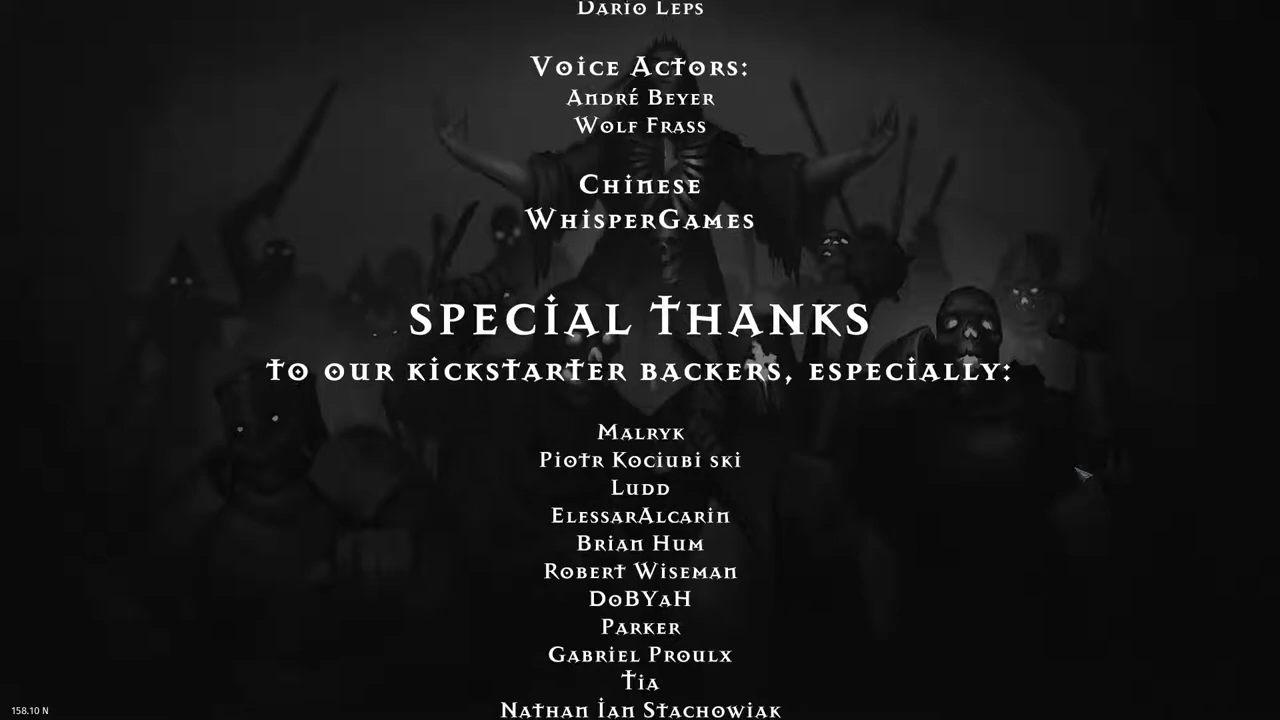 Dario Leps
Voice Actors:
André Beyer
Wolf Frass
Chinese
WhisperGames
SPECIAL THANKS
TO OUR KICKSTARTER BACKERS, ESPECIALLY:
Malryk
Piotr Kociubi ski
Ludd
ElessarAlcarin
Brian Hum
Robert Wiseman
DoBYaH
Parker
Gabriel Proulx
Tia
Nathan Ian Stachowiak
158.10 N